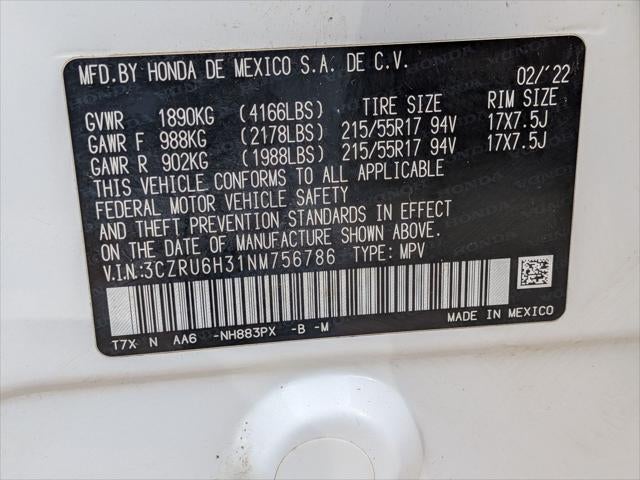 MFD.BY HONDA DE MEXICO S.A. DE C.V.
02/'22
GVWR 1890KG (4166LBS) TIRE SIZE RIM SIZE
GAWR F 988KG (2178LBS) 215/55R17 94V 17X7.5J
GAWR R 902KG (1988LBS) 215/55R17 94V 17X7.5J
THIS VEHICLE CONFORMS TO ALL APPLICABLE
FEDERAL MOTOR VEHICLE SAFETY
AND THEFT PREVENTION STANDARDS IN EFFECT
ON THE DATE OF MANUFACTURE SHOWN ABOVE.
V.I.N:3CZRU6H31NM756786 TYPE: MPV
T7X N AA6 -NH883PX -B -M
MADE IN MEXICO